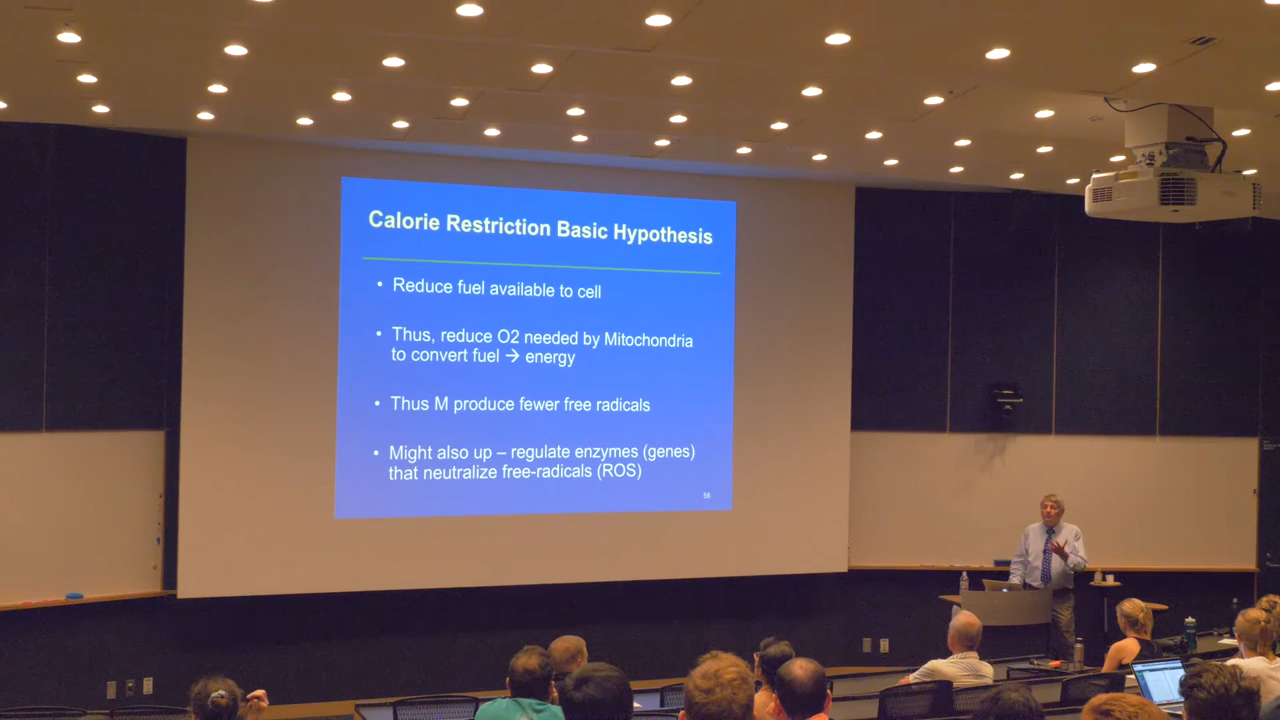 Calorie Restriction Basic Hypothesis
• Reduce fuel available to cell
• Thus, reduce O2 needed by Mitochondria
to convert fuel → energy
• Thus M produce fewer free radicals
• Might also up – regulate enzymes (genes)
that neutralize free-radicals (ROS)
58